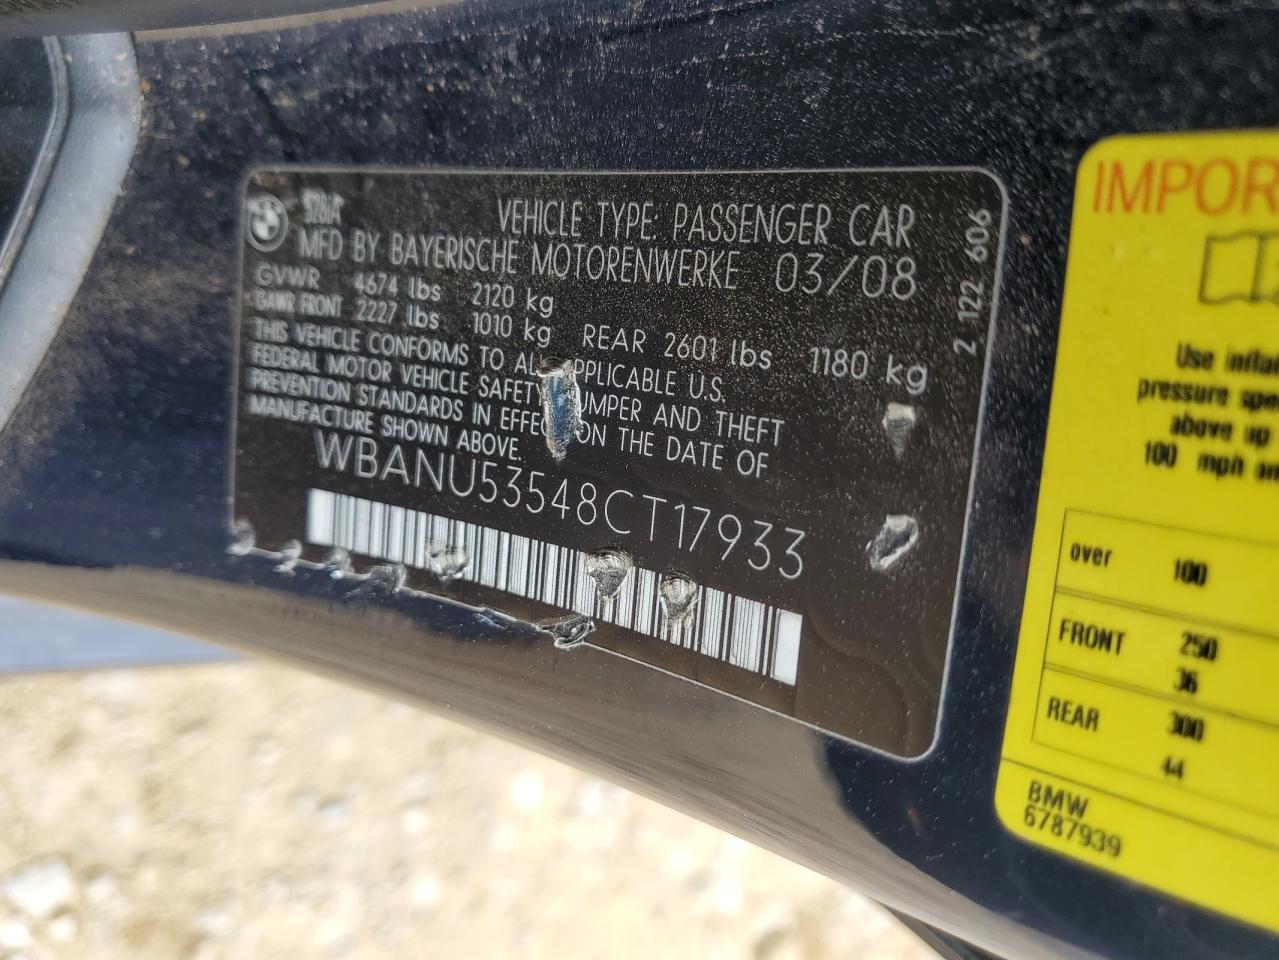 BMW
528iA
VEHICLE TYPE: PASSENGER CAR
MFD BY BAYERISCHE MOTORENWERKE 03/08
GVWR 4674 lbs 2120 kg
GAWR FRONT 2227 lbs 1010 kg REAR 2601 lbs 1180 kg
THIS VEHICLE CONFORMS TO ALL APPLICABLE U.S.
FEDERAL MOTOR VEHICLE SAFETY, BUMPER AND THEFT
PREVENTION STANDARDS IN EFFECT ON THE DATE OF
MANUFACTURE SHOWN ABOVE.
WBANU53548CT17933
2 122 606
IMPOR
Use infla
pressure spe
above up
100 mph an
over 100
FRONT 250
36
REAR 300
44
BMW
6787939